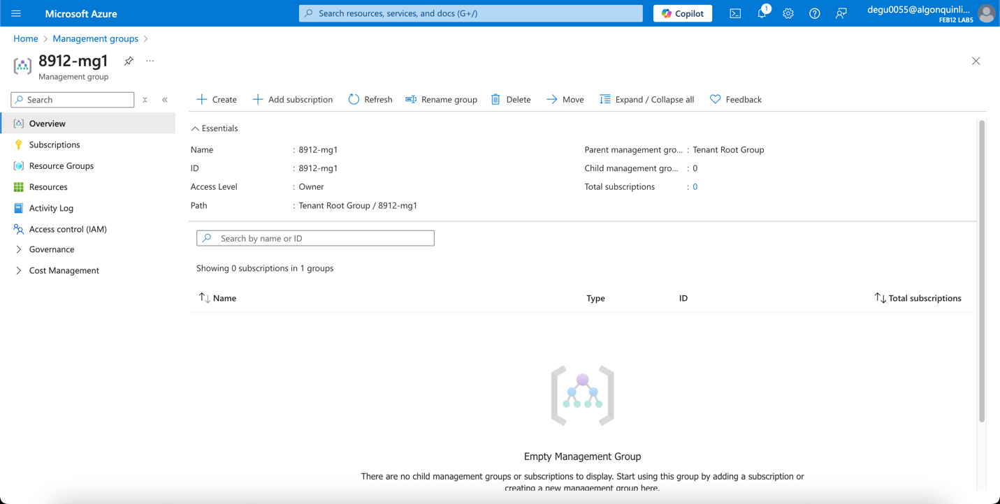 Microsoft Azure
Search resources, services, and docs (G+/)
Copilot
1
degu0055@algonquinli...
FEB12 LAB5
Home > Management groups >
8912-mg1
...
Management group
Search
Create
Add subscription
Refresh
Rename group
Delete
Move
Expand / Collapse all
Feedback
Overview
Subscriptions
Resource Groups
Resources
Activity Log
Access control (IAM)
Governance
Cost Management
Essentials
Name : 8912-mg1
ID : 8912-mg1
Access Level : Owner
Path : Tenant Root Group / 8912-mg1
Parent management gro... : Tenant Root Group
Child management gro... : 0
Total subscriptions : 0
Search by name or ID
Showing 0 subscriptions in 1 groups
Name Type ID Total subscriptions
Empty Management Group
There are no child management groups or subscriptions to display. Start using this group by adding a subscription or
creating a new management group here.